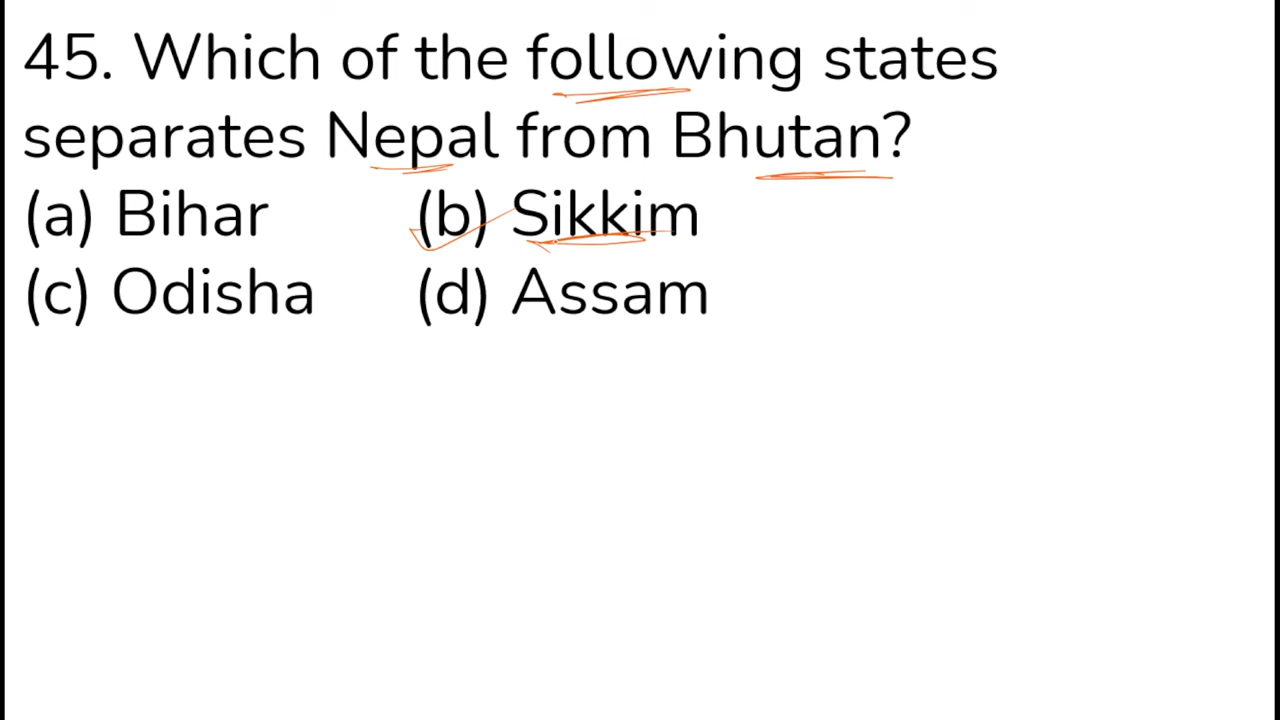 45. Which of the following states
separates Nepal from Bhutan?
(a) Bihar (b) Sikkim
(c) Odisha (d) Assam